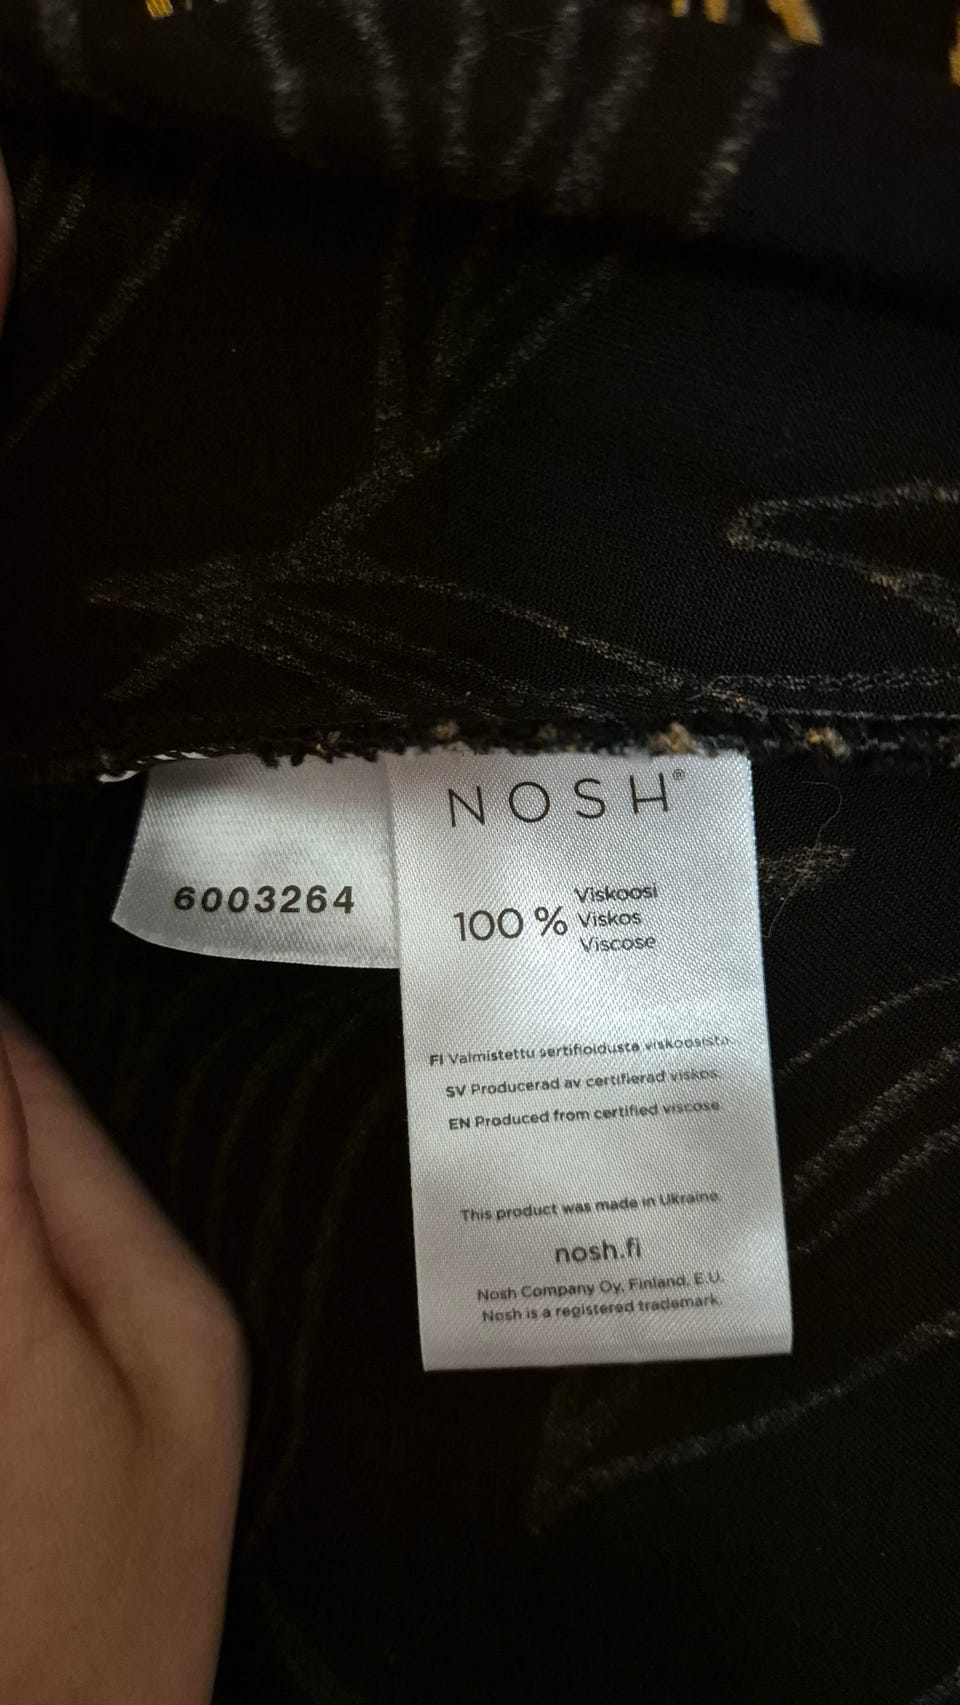 NOSH®
6003264
100 %
Viskoosi
Viskos
Viscose
FI Valmistettu sertifioidusta viskoosista.
SV Producerad av certifierad viskos.
EN Produced from certified viscose.
This product was made in Ukraine.
nosh.fi
Nosh Company Oy, Finland, E.U.
Nosh is a registered trademark.